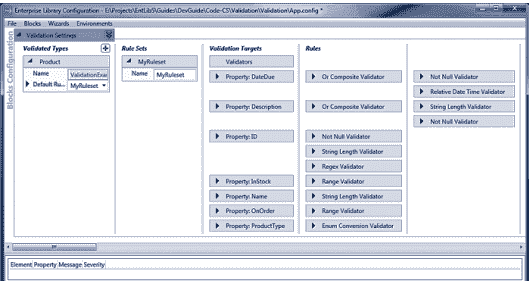 Enterprise Library Configuration - E:\Projects\EntLib5\Guides\DevGuide\Code-CS\Validation\Validation\App.config *
File Blocks Wizards Environments
Blocks Configuration
Validation Settings
Validated Types
Rule Sets
Validation Targets
Rules
Product
MyRuleset
Validators
Name ValidationExa
Name MyRuleset
Default Ru... MyRuleset
Property: DateDue
Or Composite Validator
Not Null Validator
Relative Date Time Validator
Property: Description
Or Composite Validator
String Length Validator
Not Null Validator
Property: ID
Not Null Validator
String Length Validator
Regex Validator
Property: InStock
Range Validator
Property: Name
String Length Validator
Property: OnOrder
Range Validator
Property: ProductType
Enum Conversion Validator
Element Property Message Severity